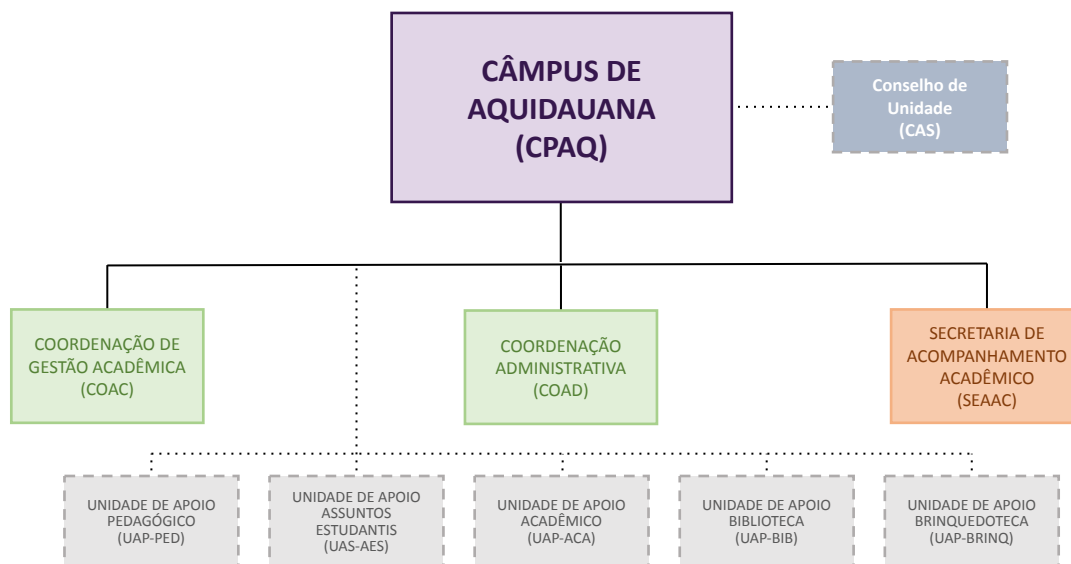 CÂMPUS DE
AQUIDAUANA
(CPAQ)
Conselho de
Unidade
(CAS)
COORDENAÇÃO DE
GESTÃO ACADÊMICA
(COAC)
COORDENAÇÃO
ADMINISTRATIVA
(COAD)
SECRETARIA DE
ACOMPANHAMENTO
ACADÊMICO
(SEAAC)
UNIDADE DE APOIO
PEDAGÓGICO
(UAP-PED)
UNIDADE DE APOIO
ASSUNTOS
ESTUDANTIS
(UAS-AES)
UNIDADE DE APOIO
ACADÊMICO
(UAP-ACA)
UNIDADE DE APOIO
BIBLIOTECA
(UAP-BIB)
UNIDADE DE APOIO
BRINQUEDOTECA
(UAP-BRINQ)